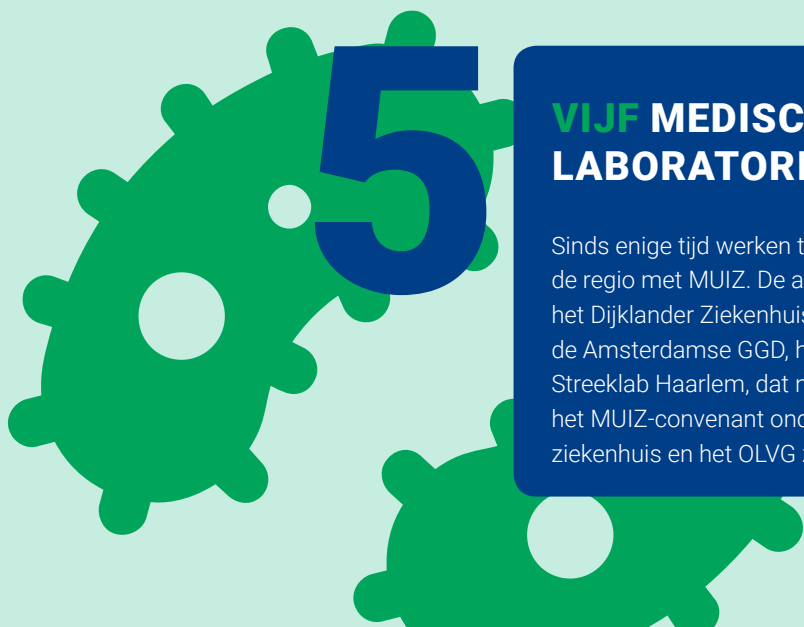 5
VIJF MEDISC
LABORATORI
Sinds enige tijd werken t
de regio met MUIZ. De a
het Dijklander Ziekenhuis
de Amsterdamse GGD, h
Streeklab Haarlem, dat n
het MUIZ-convenant ond
ziekenhuis en het OLVG